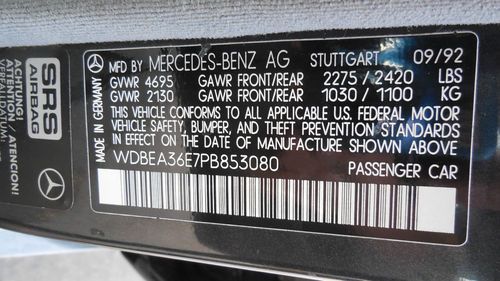 MFD BY MERCEDES-BENZ AG STUTTGART 09/92
GVWR 4695 GAWR FRONT/REAR 2275/2420 LBS
GVWR 2130 GAWR FRONT/REAR 1030/1100 KG
THIS VEHICLE CONFORMS TO ALL APPLICABLE U.S. FEDERAL MOTOR
VEHICLE SAFETY, BUMPER, AND THEFT PREVENTION STANDARDS
IN EFFECT ON THE DATE OF MANUFACTURE SHOWN ABOVE
WDBEA36E7PB853080
PASSENGER CAR
MADE IN GERMANY
SRS
AIRBAG
ACHTUNG!
ATTENTION / ATENCION!